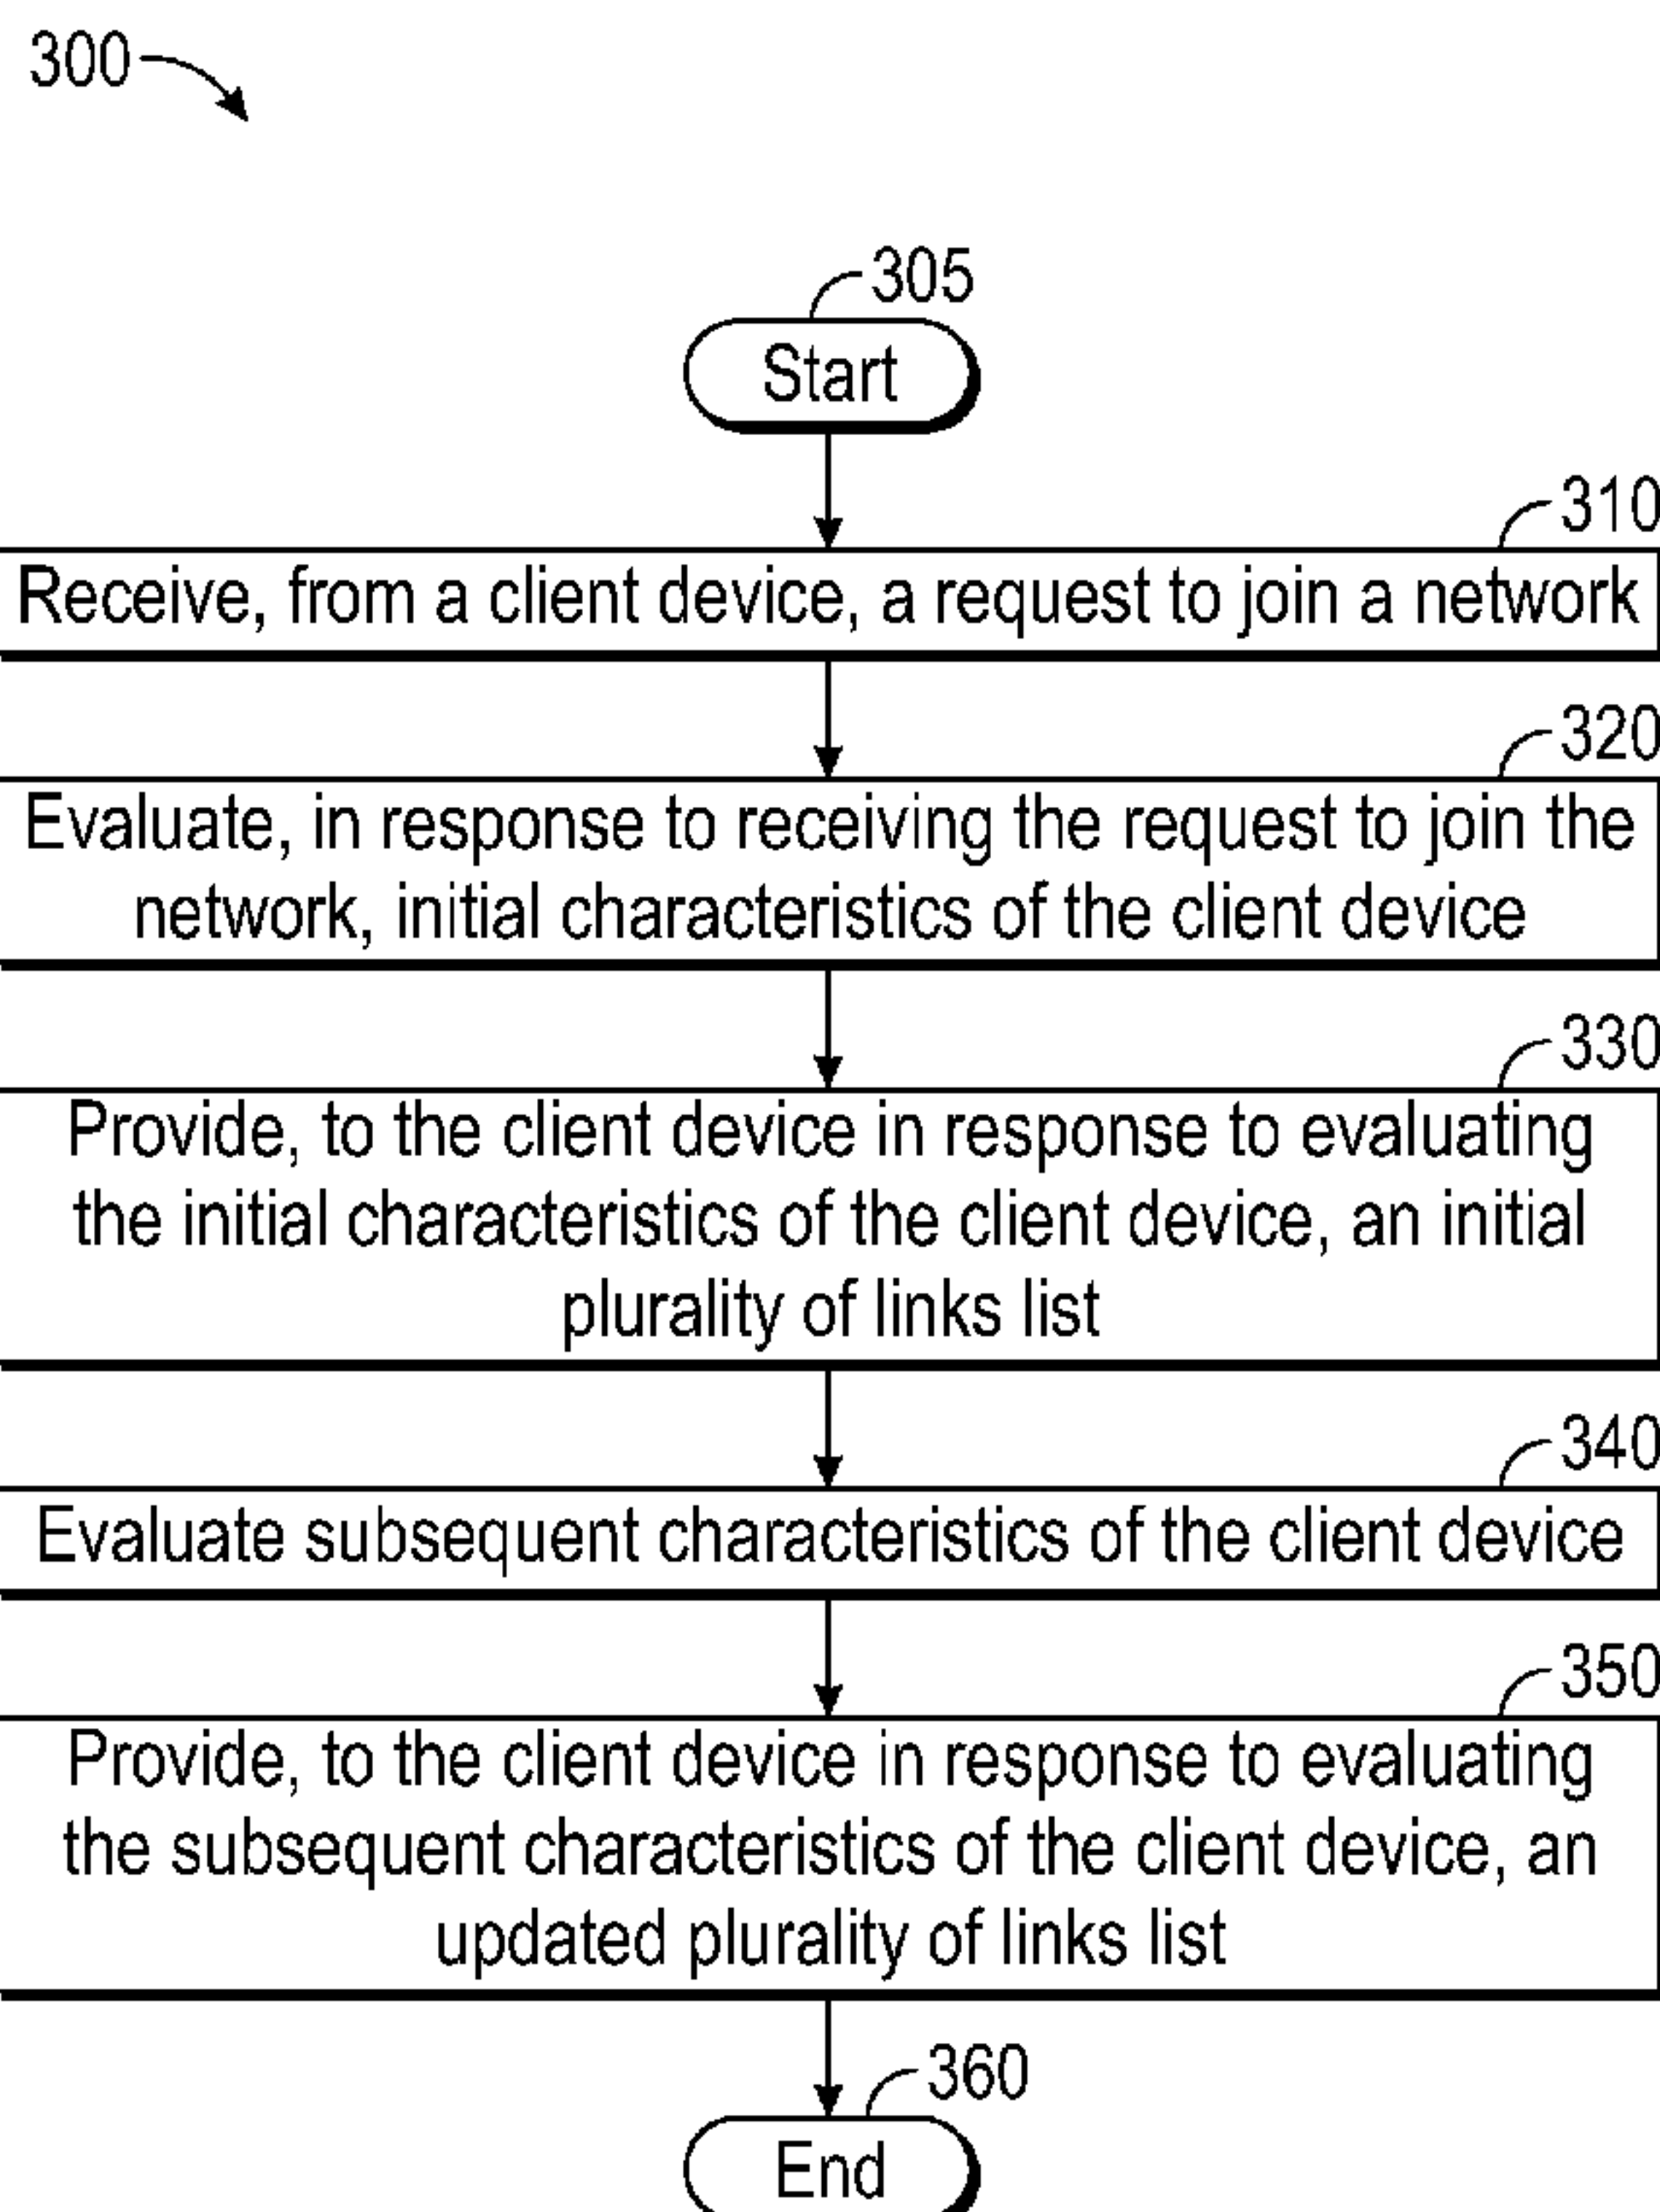 300
305
Start
310
Receive, from a client device, a request to join a network
320
Evaluate, in response to receiving the request to join the
network, initial characteristics of the client device
330
Provide, to the client device in response to evaluating
the initial characteristics of the client device, an initial
plurality of links list
340
Evaluate subsequent characteristics of the client device
350
Provide, to the client device in response to evaluating
the subsequent characteristics of the client device, an
updated plurality of links list
360
End